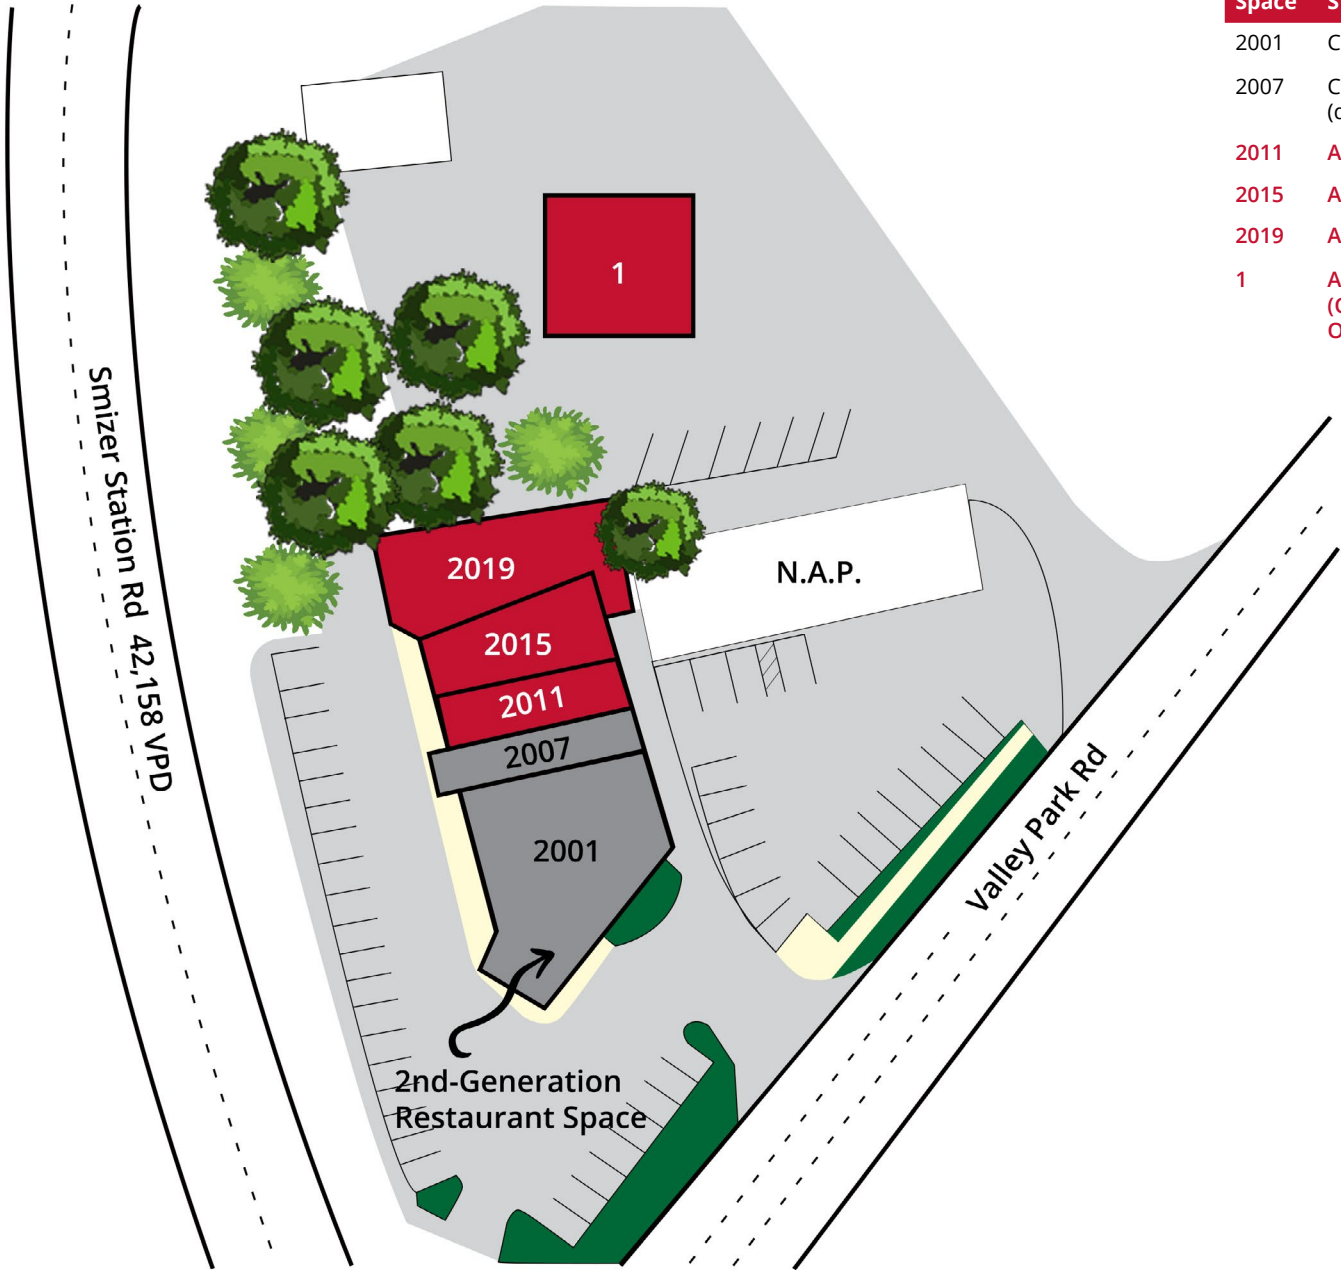 Space
2001
2007
2011
2015
2019
1
1
Smizer Station Rd 42,158 VPD
2019
N.A.P.
2015
2011
2007
2001
Valley Park Rd
2nd-Generation
Restaurant Space